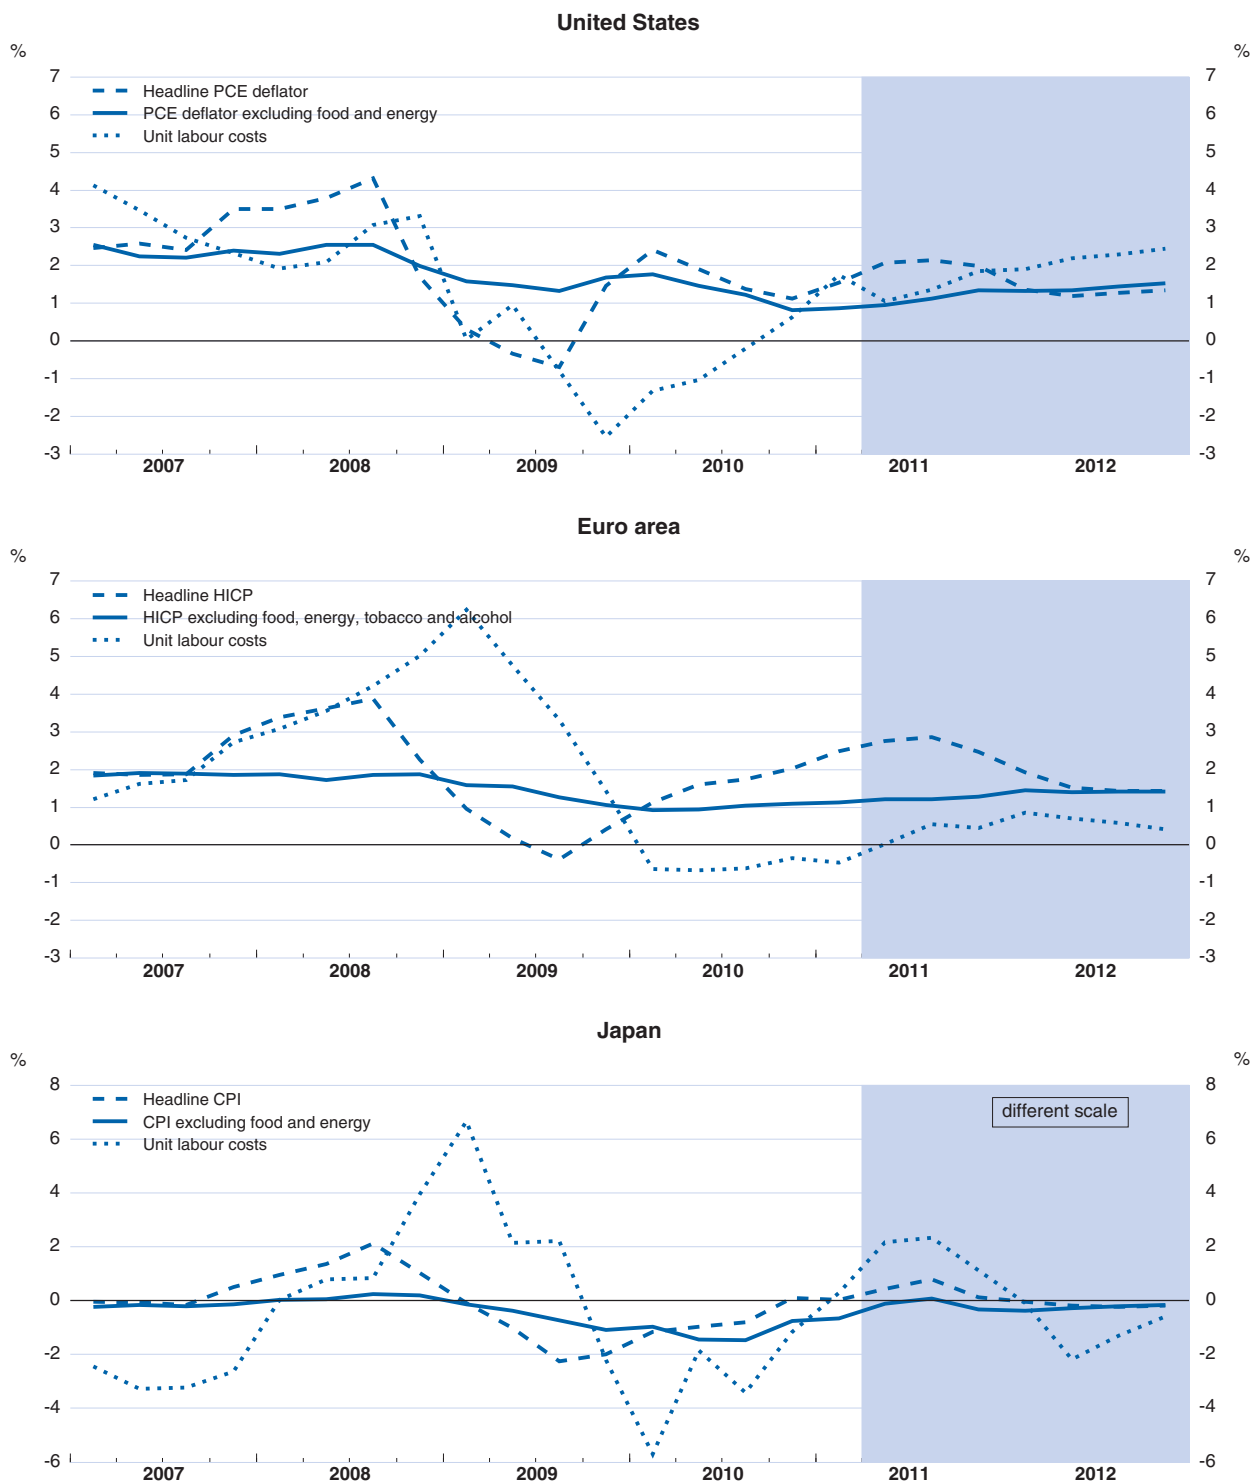 United States
% %
7 7
Headline PCE deflator
6 PCE deflator excluding food and energy 6
Unit labour costs
5 5
4 4
3 3
2 2
1 1
0 0
-1 -1
-2 -2
-3 -3
2007 2008 2009 2010 2011 2012
Euro area
% %
7 7
Headline HICP
6 HICP excluding food, energy, tobacco and alcohol 6
Unit labour costs
5 5
4 4
3 3
2 2
1 1
0 0
-1 -1
-2 -2
-3 -3
2007 2008 2009 2010 2011 2012
Japan
% %
8 8
Headline CPI
different scale
CPI excluding food and energy
6 Unit labour costs 6
4 4
2 2
0 0
-2 -2
-4 -4
-6 -6
2007 2008 2009 2010 2011 2012